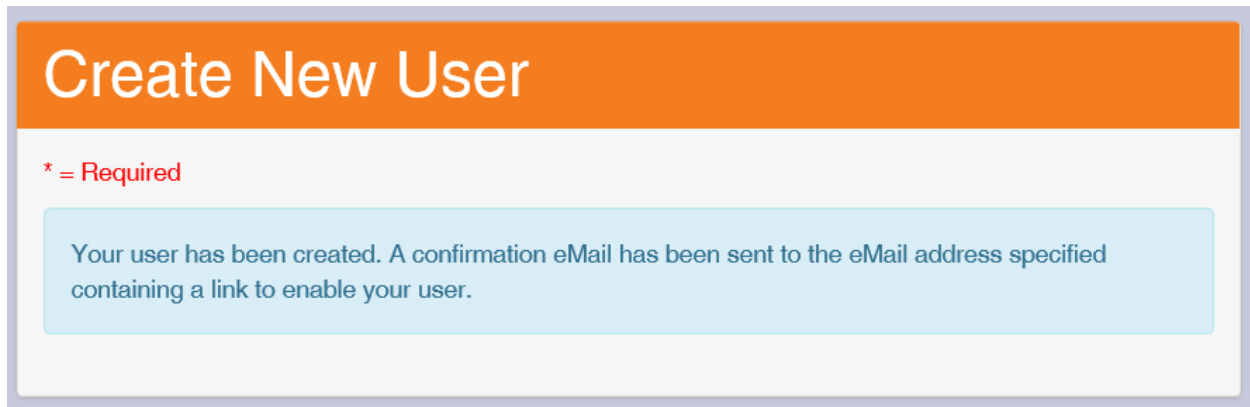 Create New User
* = Required
Your user has been created. A confirmation eMail has been sent to the eMail address specified
containing a link to enable your user.